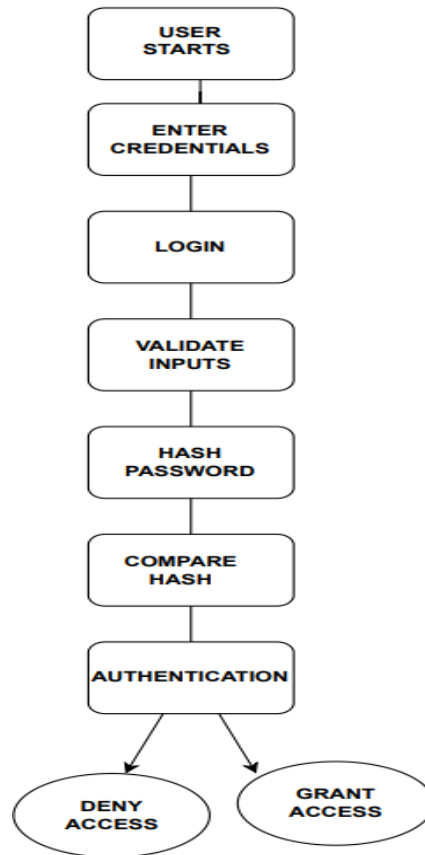 USER
STARTS
ENTER
CREDENTIALS
LOGIN
VALIDATE
INPUTS
HASH
PASSWORD
COMPARE
HASH
AUTHENTICATION
DENY
ACCESS
GRANT
ACCESS